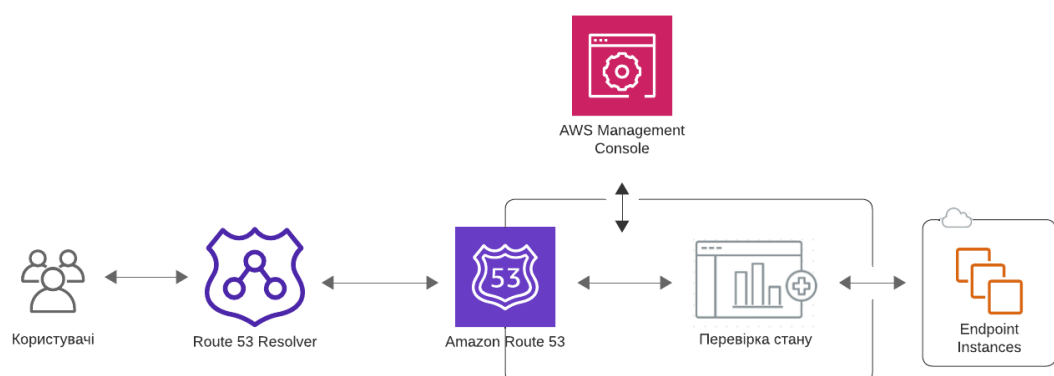 AWS Management
Console
53
Користувачі
Route 53 Resolver
Amazon Route 53
Перевірка стану
Endpoint
Instances